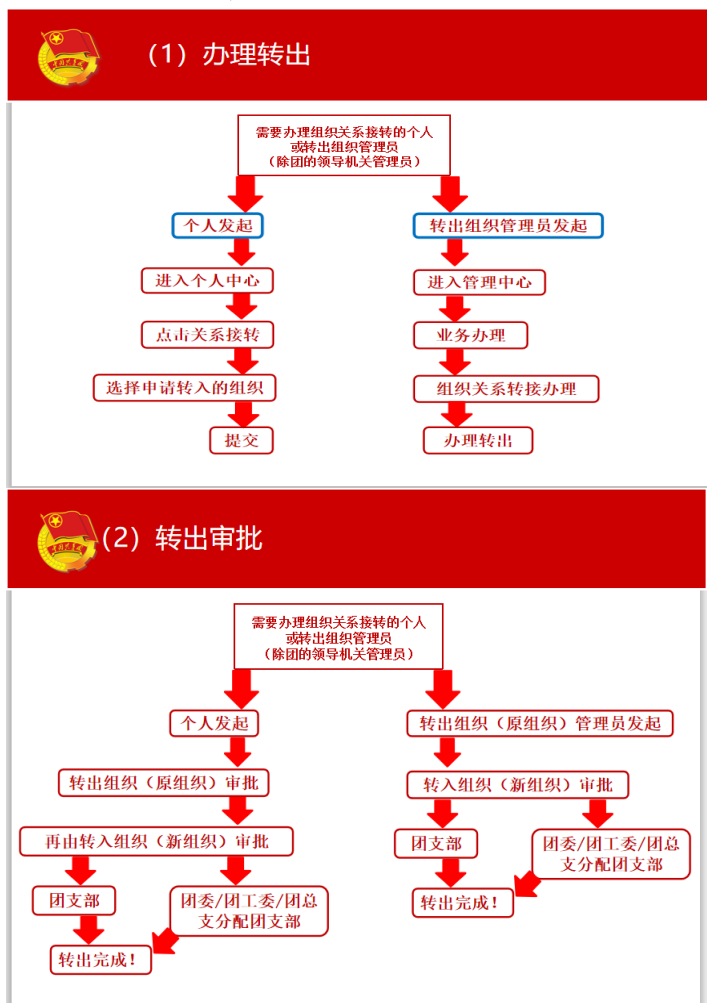 （1）办理转出
需要办理组织关系接转的个人
或转出组织管理员
（除团的领导机关管理员）
个人发起
转出组织管理员发起
进入个人中心
进入管理中心
点击关系接转
业务办理
选择申请转入的组织
组织关系转接办理
提交
办理转出
（2）转出审批
需要办理组织关系接转的个人
或转出组织管理员
（除团的领导机关管理员）
个人发起
转出组织（原组织）管理员发起
转出组织（原组织）审批
转入组织（新组织）审批
再由转入组织（新组织）审批
团支部
团委/团工委/团总
支分配团支部
团支部
团委/团工委/团总
支分配团支部
转出完成！
转出完成！